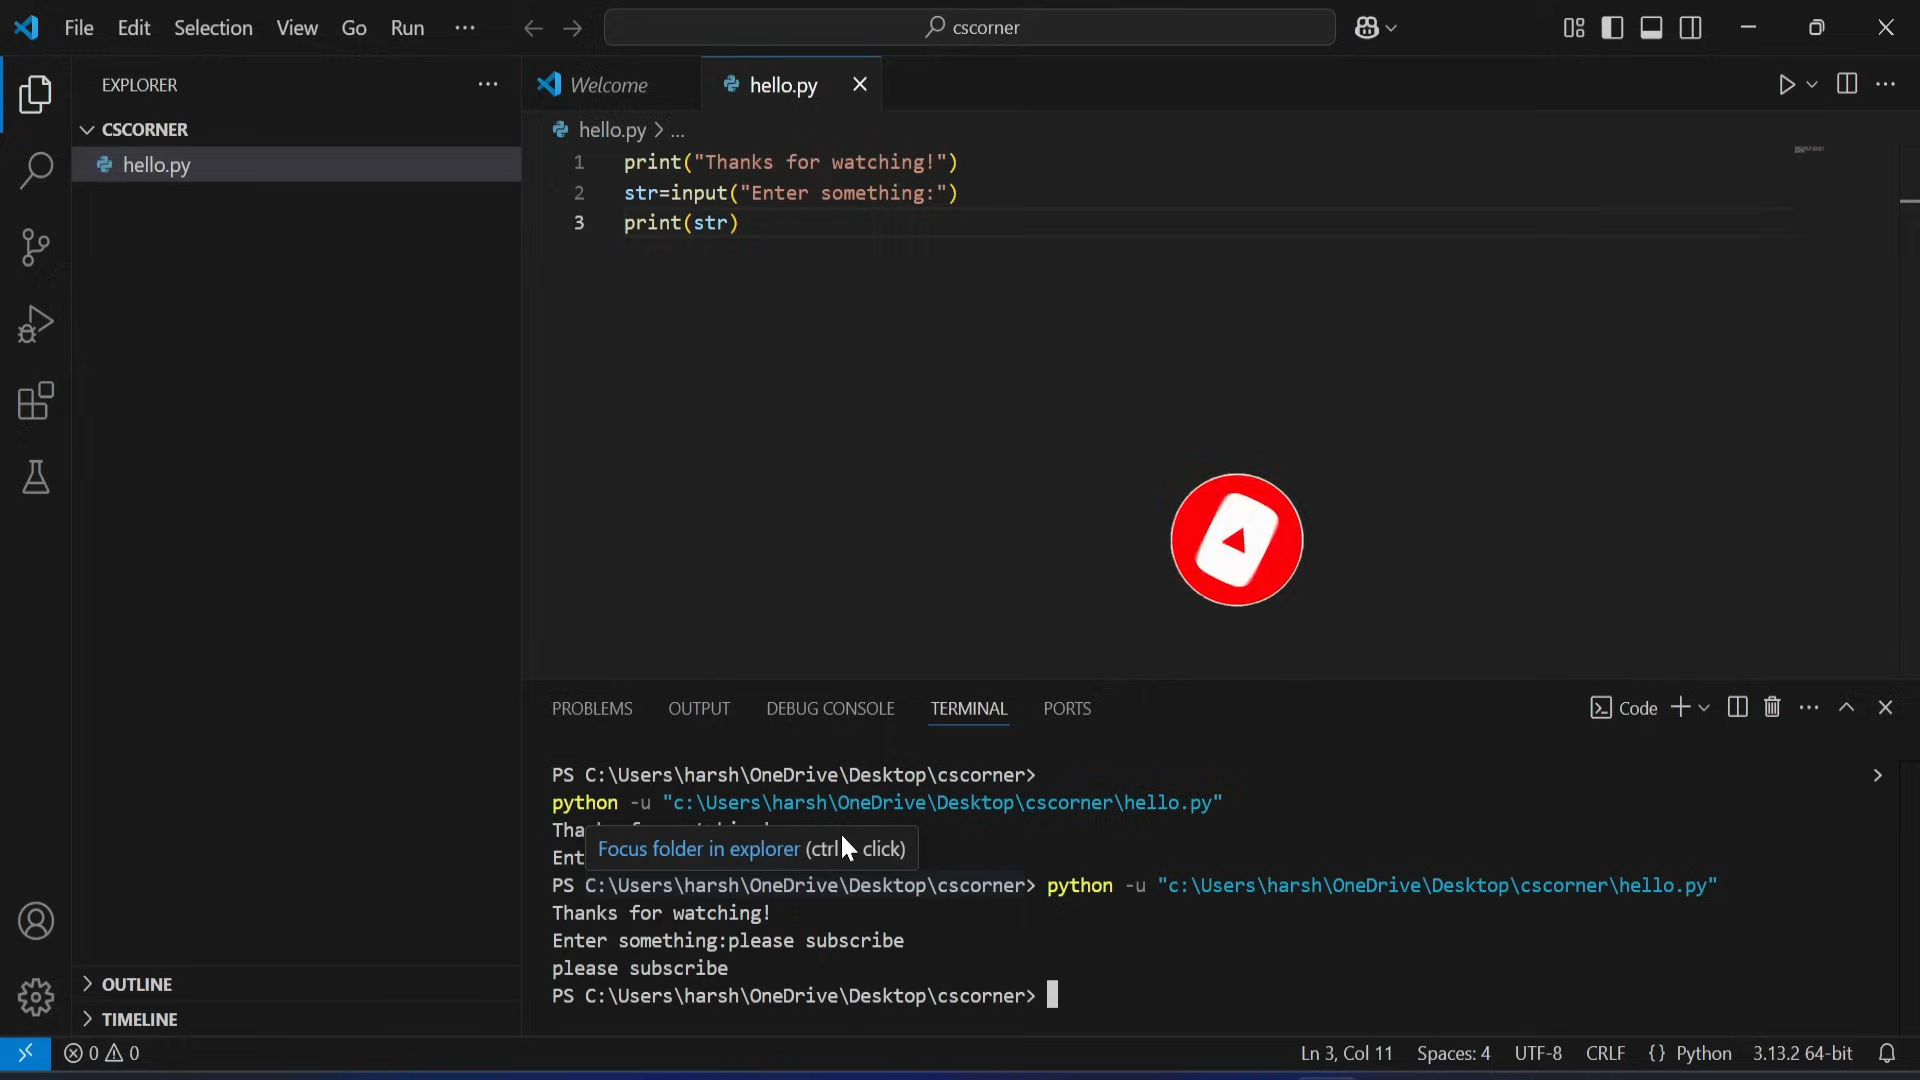 File Edit Selection View Go Run ... cscorner
EXPLORER ...
CSCORNER
hello.py
OUTLINE
TIMELINE
Welcome hello.py
hello.py > ...
1 print("Thanks for watching!")
2 str=input("Enter something:")
3 print(str)
PROBLEMS OUTPUT DEBUG CONSOLE TERMINAL PORTS Code
PS C:\Users\harsh\OneDrive\Desktop\cscorner>
python -u "c:\Users\harsh\OneDrive\Desktop\cscorner\hello.py"
Tha
Focus folder in explorer (ctrl click)
Ent
PS C:\Users\harsh\OneDrive\Desktop\cscorner> python -u "c:\Users\harsh\OneDrive\Desktop\cscorner\hello.py"
Thanks for watching!
Enter something:please subscribe
please subscribe
PS C:\Users\harsh\OneDrive\Desktop\cscorner>
0 0 Ln 3, Col 11 Spaces: 4 UTF-8 CRLF {} Python 3.13.2 64-bit